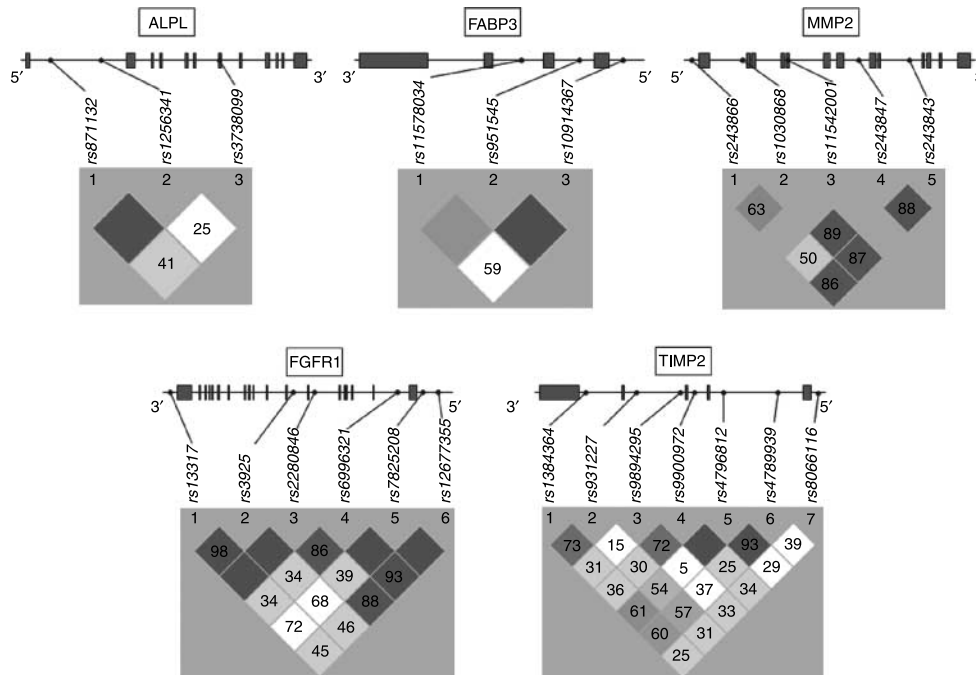 ALPL
FABP3
MMP2
5′ 3′
5′ 3′
5′ 3′
rs871132
rs1256341
rs3738099
rs11578034
rs951545
rs10914367
rs243866
rs1030868
rs11542001
rs243847
rs243843
1 2 3
25
41
1 2 3
59
1 2 3 4 5
63 88
89
50 87
86
FGFR1
TIMP2
3′ 5′
3′ 5′
rs13317
rs3925
rs2280846
rs6996321
rs7825208
rs12677355
rs1384364
rs931227
rs9894295
rs9900972
rs4796812
rs4789939
rs8066116
1 2 3 4 5 6
98 86
34 39 93
34 68 88
72 46
45
1 2 3 4 5 6 7
73 15 72 93 39
31 30 5 25 29
36 54 37 34
61 57 33
60 31
25